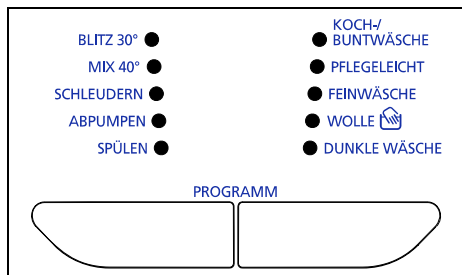 BLITZ 30°
MIX 40°
SCHLEUDERN
ABPUMPEN
SPÜLEN
KOCH-/
BUNTWÄSCHE
PFLEGELEICHT
FEINWÄSCHE
WOLLE
DUNKLE WÄSCHE
PROGRAMM